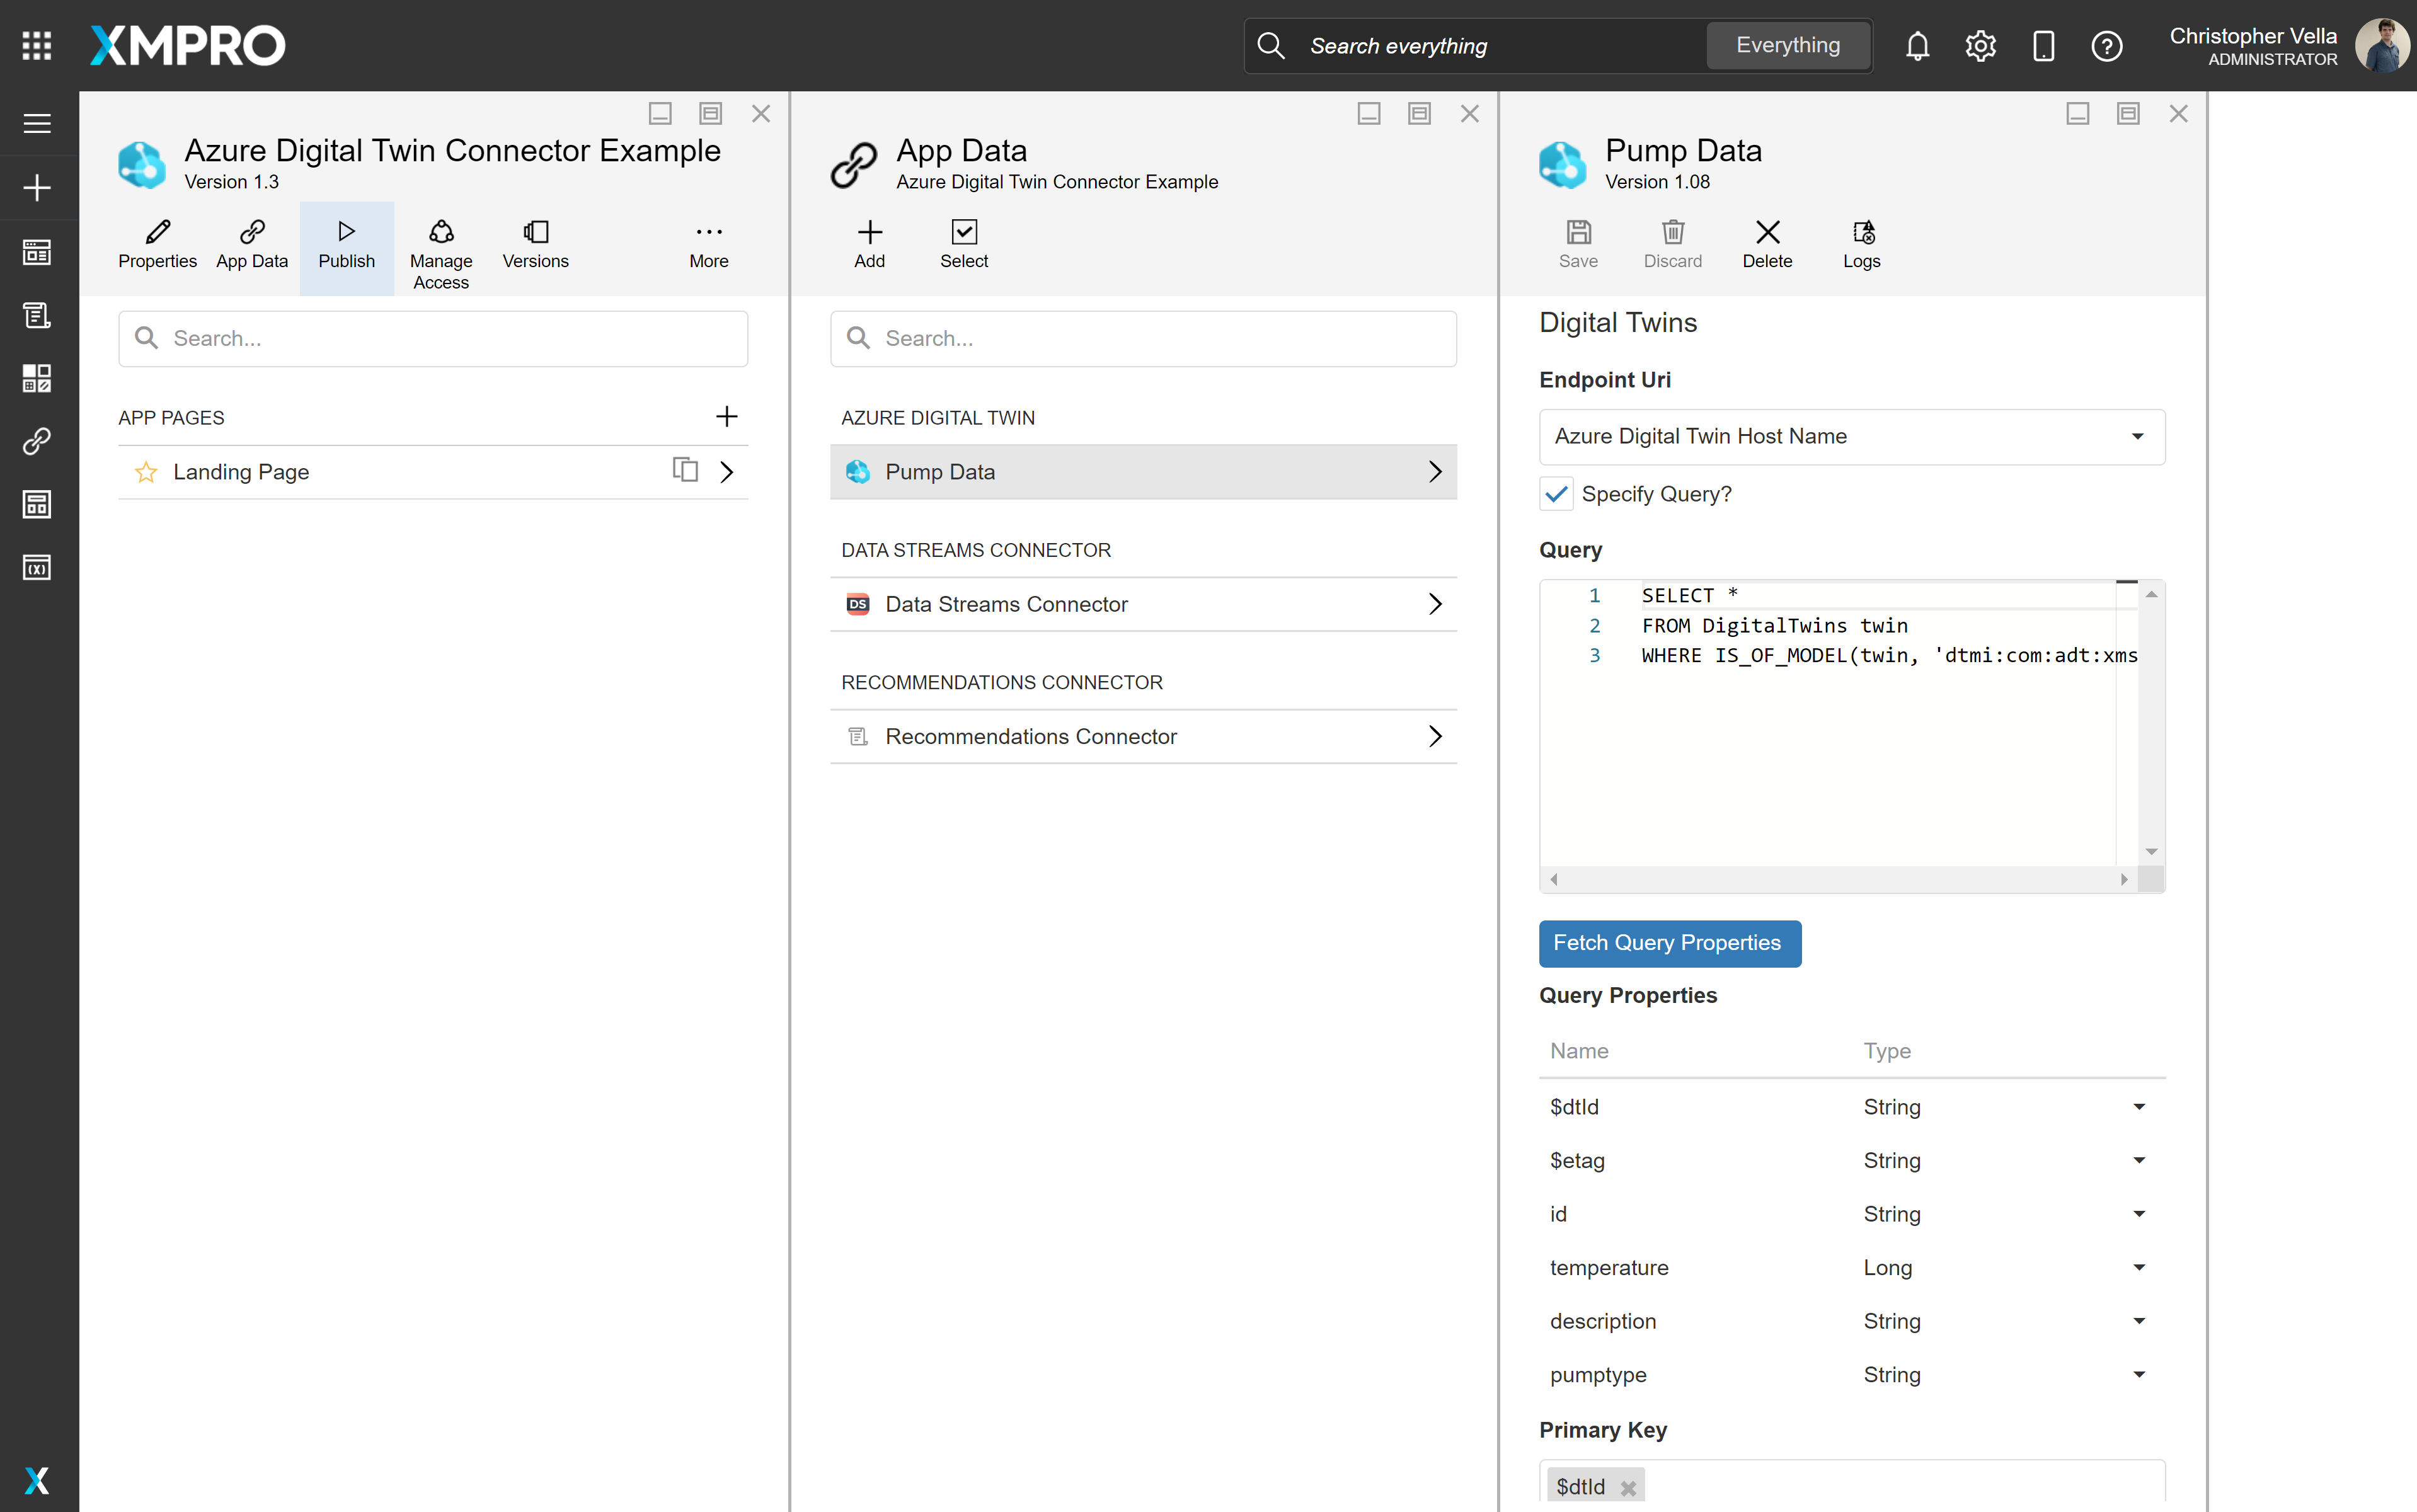 XMPRO
Search everything
Everything
Christopher Vella
ADMINISTRATOR
Azure Digital Twin Connector Example
Version 1.3
Properties
App Data
Publish
Manage
Access
Versions
More
Search...
APP PAGES
Landing Page
App Data
Azure Digital Twin Connector Example
Add
Select
Search...
AZURE DIGITAL TWIN
Pump Data
DATA STREAMS CONNECTOR
DS
Data Streams Connector
RECOMMENDATIONS CONNECTOR
Recommendations Connector
Pump Data
Version 1.08
Save
Discard
Delete
Logs
Digital Twins
Endpoint Uri
Azure Digital Twin Host Name
Specify Query?
Query
1 SELECT *
2 FROM DigitalTwins twin
3 WHERE IS_OF_MODEL(twin, 'dtmi:com:adt:xms
Fetch Query Properties
Query Properties
Name Type
$dtId String
$etag String
id String
temperature Long
description String
pumptype String
Primary Key
$dtId